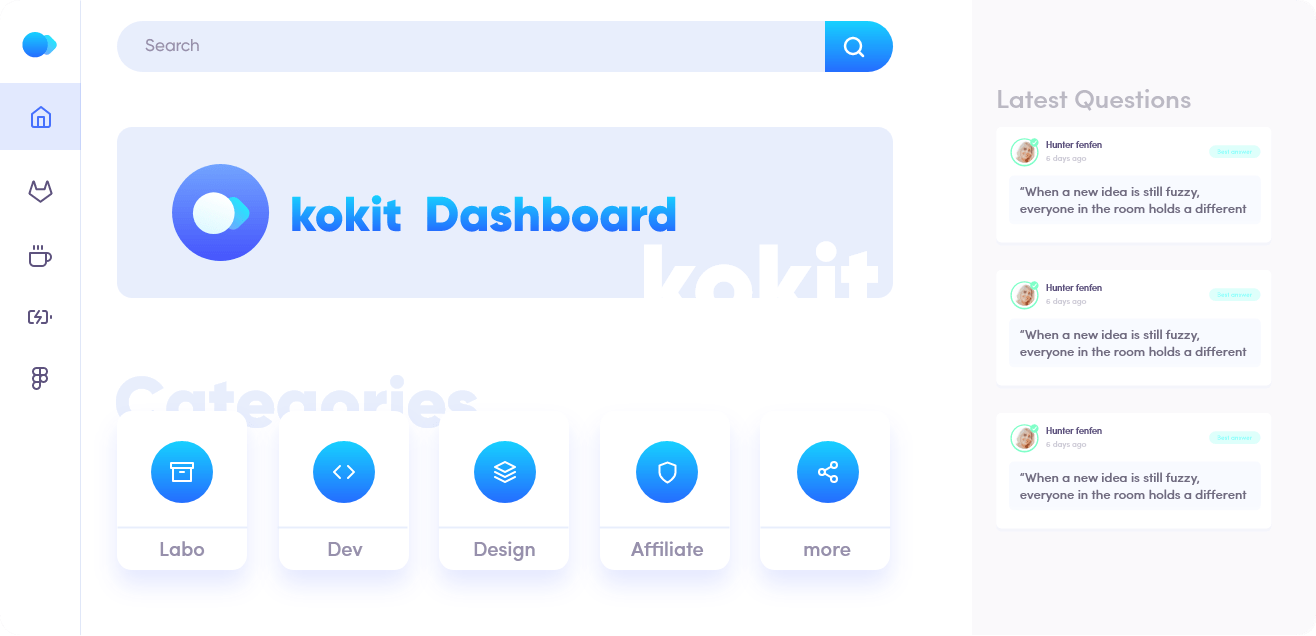 Search
kokit Dashboard
kokit
Categories
Labo
Dev
Design
Affiliate
more
Latest Questions
Hunter fenfen
6 days ago
“When a new idea is still fuzzy,
everyone in the room holds a different
Hunter fenfen
6 days ago
“When a new idea is still fuzzy,
everyone in the room holds a different
Hunter fenfen
6 days ago
“When a new idea is still fuzzy,
everyone in the room holds a different